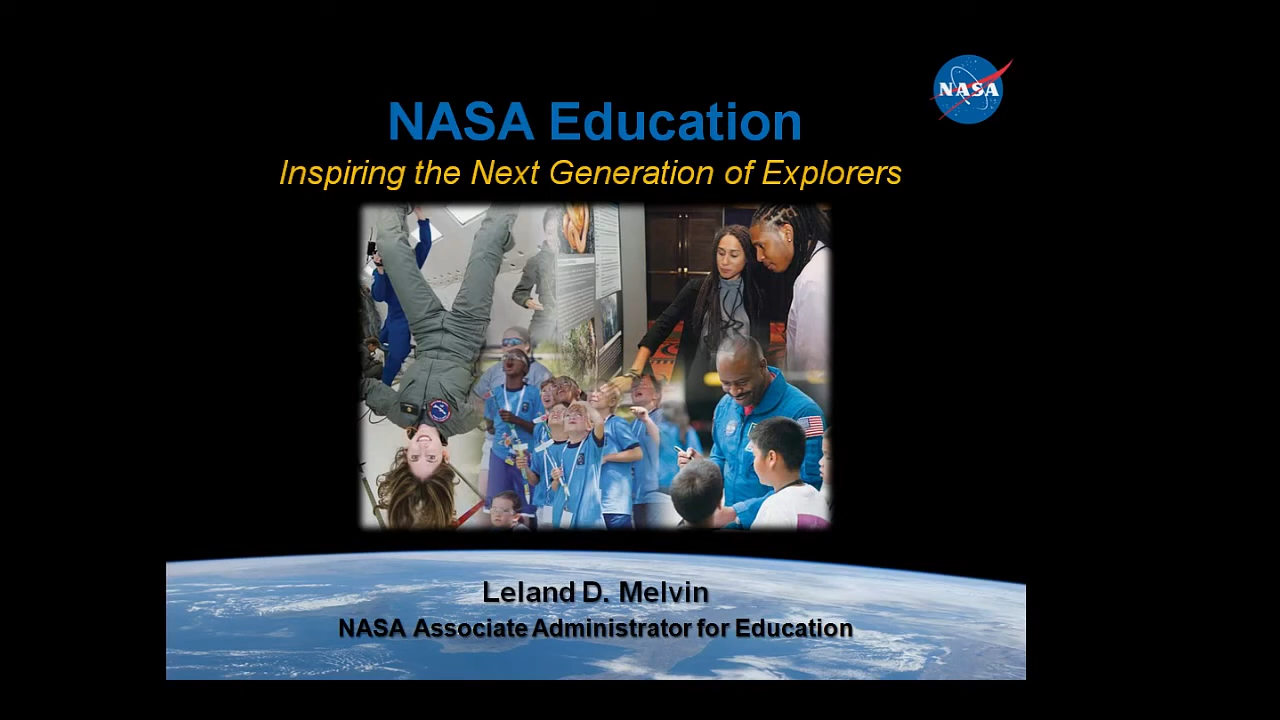 NASA
NASA Education
Inspiring the Next Generation of Explorers
Leland D. Melvin
NASA Associate Administrator for Education